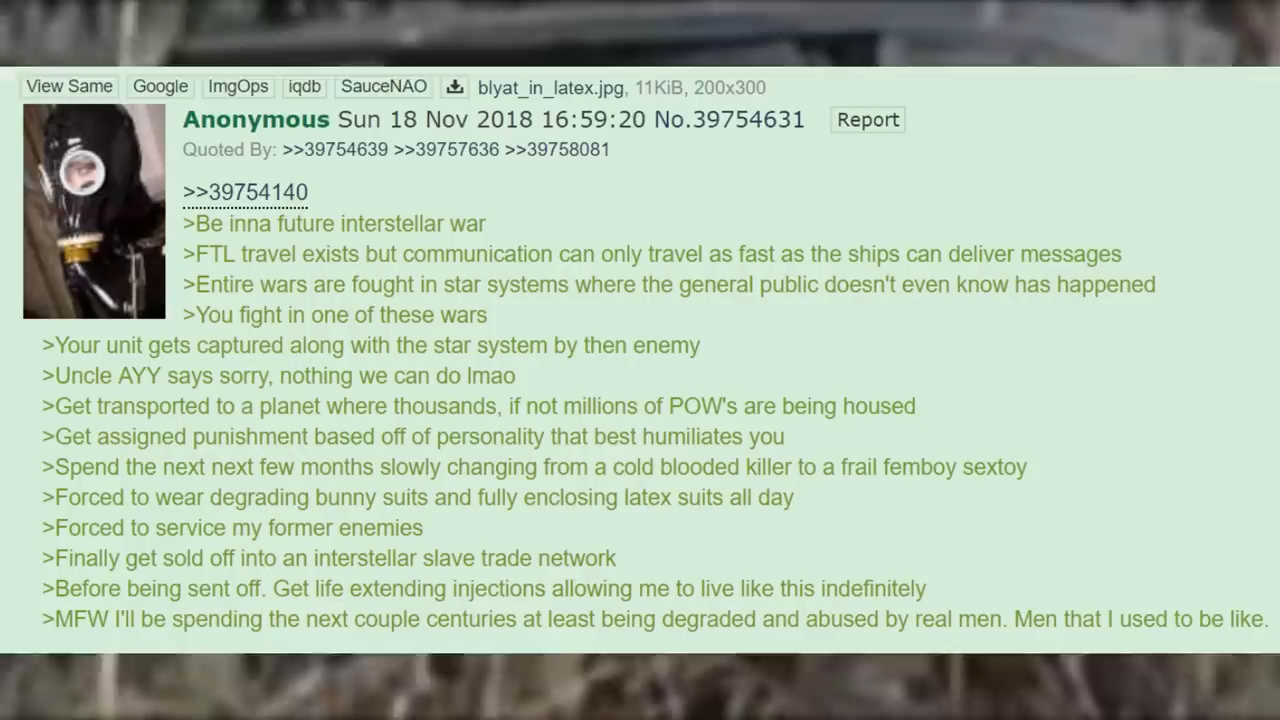 View Same Google ImgOps iqdb SauceNAO blyat_in_latex.jpg, 11KiB, 200x300
Anonymous Sun 18 Nov 2018 16:59:20 No.39754631 Report
Quoted By: >>39754639 >>39757636 >>39758081
>>39754140
>Be inna future interstellar war
>FTL travel exists but communication can only travel as fast as the ships can deliver messages
>Entire wars are fought in star systems where the general public doesn't even know has happened
>You fight in one of these wars
>Your unit gets captured along with the star system by then enemy
>Uncle AYY says sorry, nothing we can do lmao
>Get transported to a planet where thousands, if not millions of POW's are being housed
>Get assigned punishment based off of personality that best humiliates you
>Spend the next next few months slowly changing from a cold blooded killer to a frail femboy sextoy
>Forced to wear degrading bunny suits and fully enclosing latex suits all day
>Forced to service my former enemies
>Finally get sold off into an interstellar slave trade network
>Before being sent off. Get life extending injections allowing me to live like this indefinitely
>MFW I'll be spending the next couple centuries at least being degraded and abused by real men. Men that I used to be like.